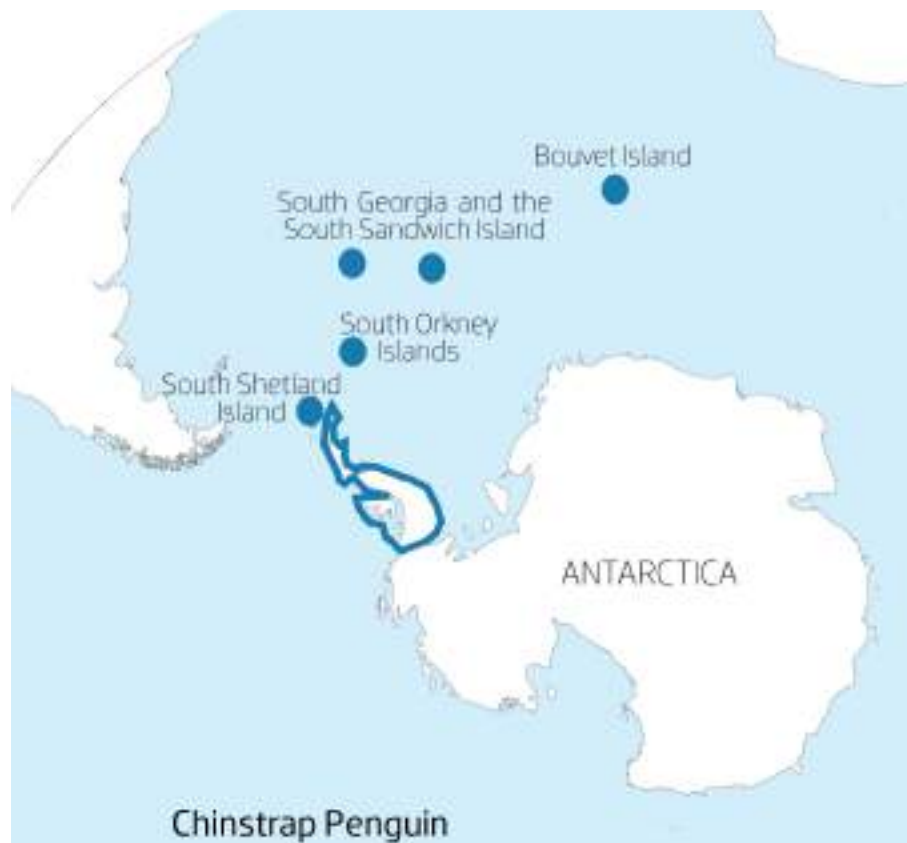 Bouvet Island
South Georgia and the
South Sandwich Island
South Orkney
Islands
South Shetland
Island
ANTARCTICA
Chinstrap Penguin